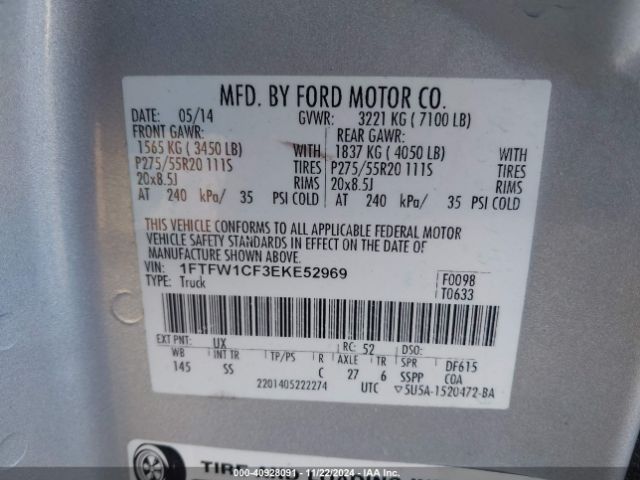 MFD. BY FORD MOTOR CO.
DATE: 05/14 GVWR: 3221 KG ( 7100 LB)
FRONT GAWR: REAR GAWR:
1565 KG ( 3450 LB) WITH 1837 KG ( 4050 LB) WITH
P275/55R20 111S TIRES P275/55R20 111S TIRES
20x8.5J RIMS 20x8.5J RIMS
AT 240 kPa/ 35 PSI COLD AT 240 kPa/ 35 PSI COLD
THIS VEHICLE CONFORMS TO ALL APPLICABLE FEDERAL MOTOR
VEHICLE SAFETY STANDARDS IN EFFECT ON THE DATE OF
MANUFACTURE SHOWN ABOVE.
VIN: 1FTFW1CF3EKE52969 F0098
TYPE: Truck T0633
EXT PNT: UX RC: 52 DSO:
WB INT TR TP/PS R AXLE TR SPR DF615
145 SS C 27 6 SSPP COA
2201405222274 UTC ▽5U5A-1520472-BA
TIRE AND LOADING
IAAI-40928091 - 11/22/2024 - IAA Inc.